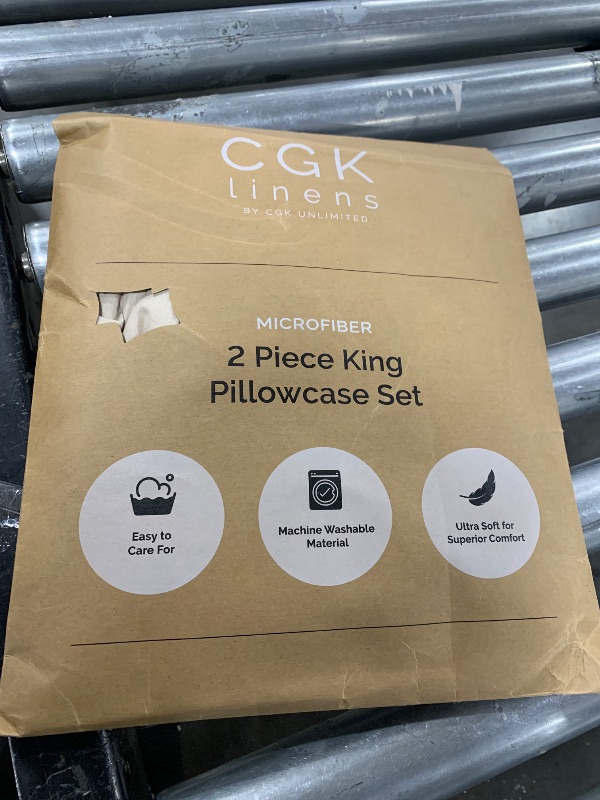 CGK
linens
BY CGK UNLIMITED
MICROFIBER
2 Piece King
Pillowcase Set
Easy to
Care For
Machine Washable
Material
Ultra Soft for
Superior Comfort